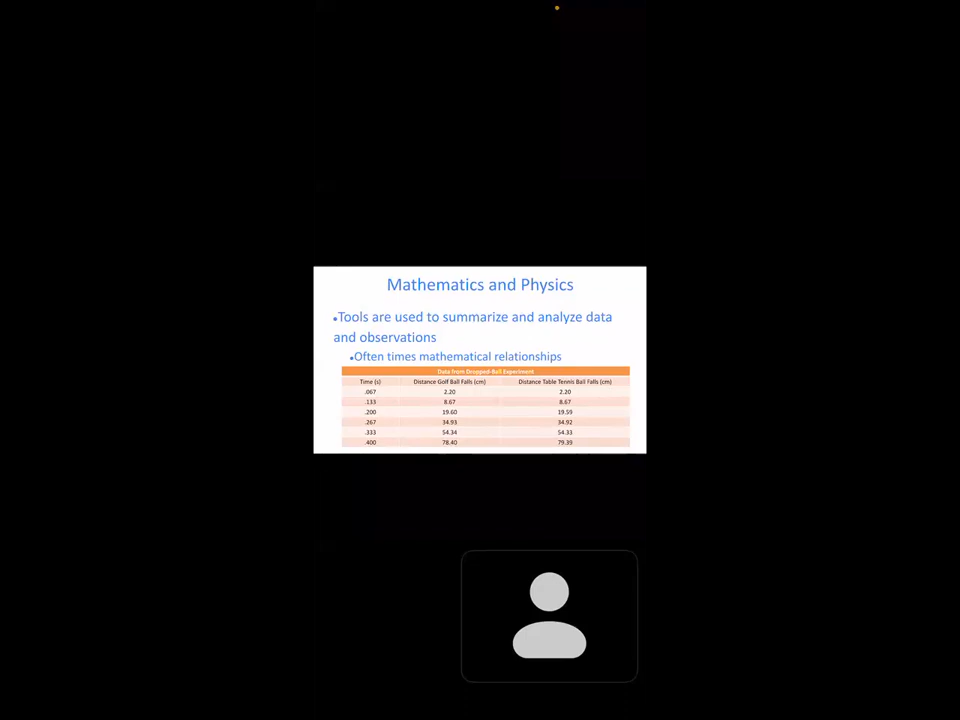 Mathematics and Physics
•Tools are used to summarize and analyze data
and observations
•Often times mathematical relationships
Data from Dropped-Ball Experiment
Time (s) Distance Golf Ball Falls (cm) Distance Table Tennis Ball Falls (cm)
.067 2.20 2.20
.133 8.67 8.67
.200 19.60 19.59
.267 34.93 34.92
.333 54.34 54.33
.400 78.40 79.39